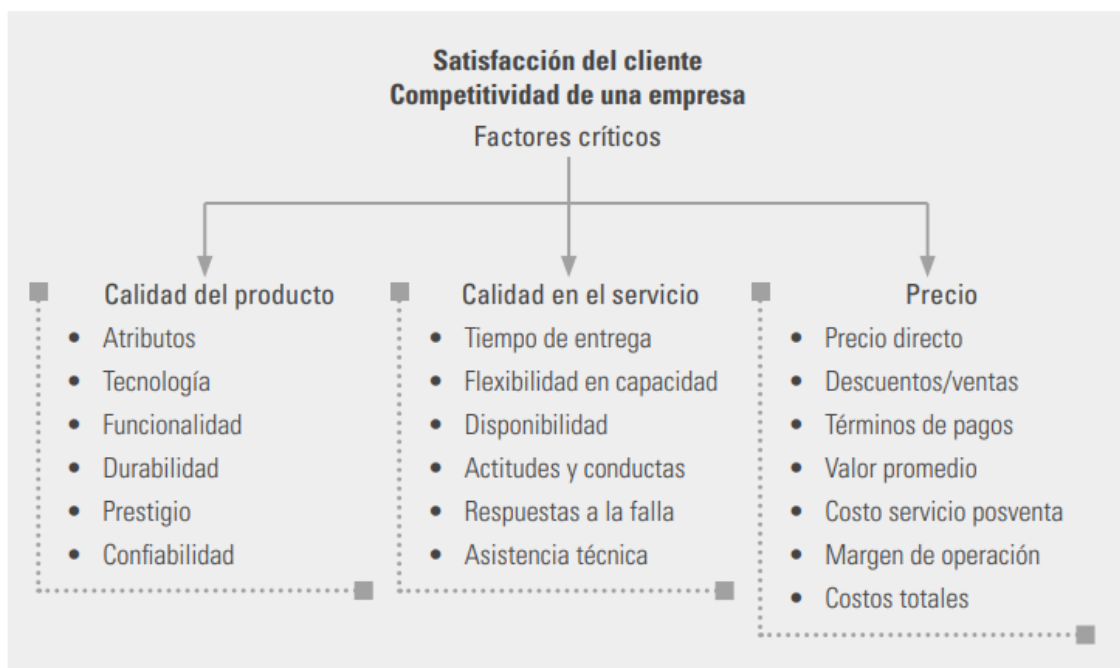 Satisfacción del cliente
Competitividad de una empresa
Factores críticos
Calidad del producto
• Atributos
• Tecnología
• Funcionalidad
• Durabilidad
• Prestigio
• Confiabilidad
Calidad en el servicio
• Tiempo de entrega
• Flexibilidad en capacidad
• Disponibilidad
• Actitudes y conductas
• Respuestas a la falla
• Asistencia técnica
Precio
• Precio directo
• Descuentos/ventas
• Términos de pagos
• Valor promedio
• Costo servicio posventa
• Margen de operación
• Costos totales